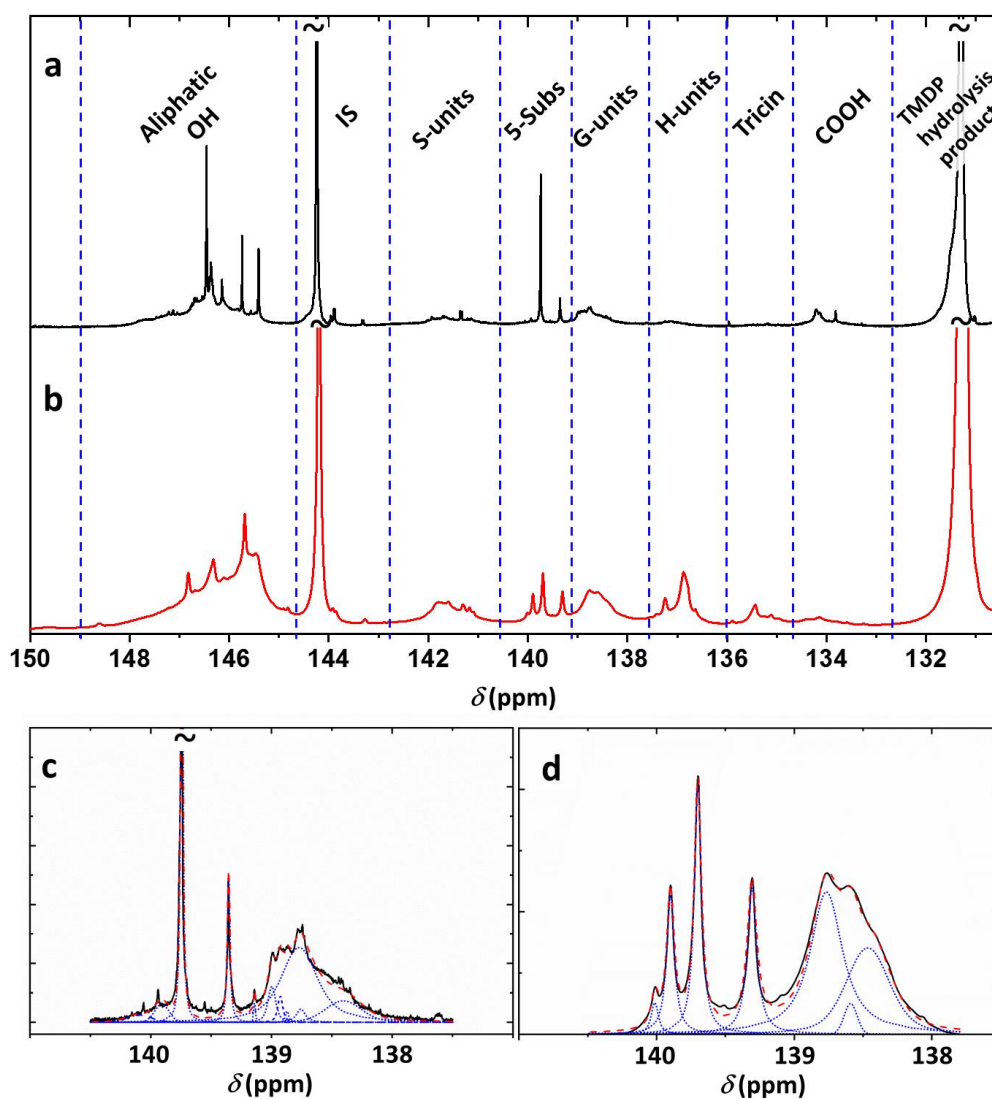 ~
~
a
Aliphatic
OH
IS
S-units
5-Subs
G-units
H-units
Tricin
COOH
TMDP
hydrolysis
product
~
~
b
150
148
146
144
142
140
138
136
134
132
δ (ppm)
~
c
d
140
139
138
140
139
138
δ (ppm)
δ (ppm)